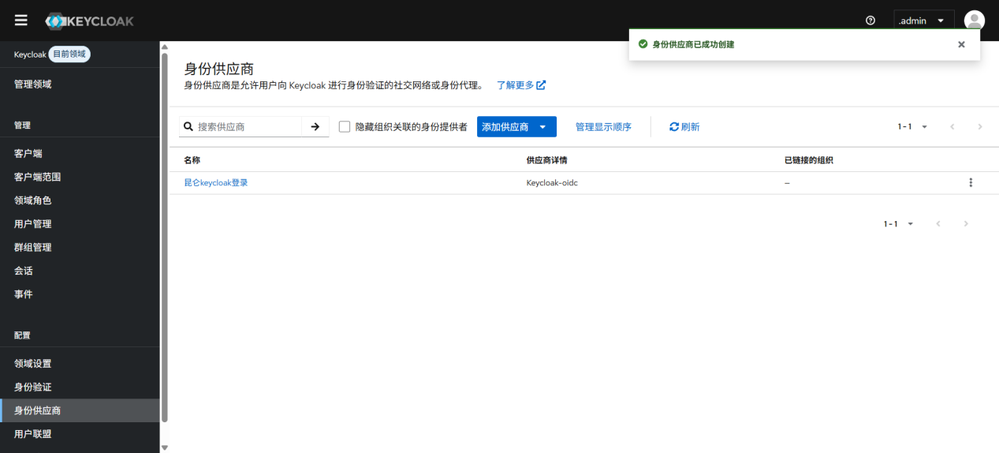 KEYCLOAK
.admin
身份供应商已成功创建
Keycloak 目前领域
管理领域
管理
客户端
客户端范围
领域角色
用户管理
群组管理
会话
事件
配置
领域设置
身份验证
身份供应商
用户联盟
身份供应商
身份供应商是允许用户向 Keycloak 进行身份验证的社交网络或身份代理。 了解更多
搜索供应商 隐藏组织关联的身份提供者 添加供应商 管理显示顺序 刷新 1-1
名称 供应商详情 已链接的组织
昆仑keycloak登录 Keycloak-oidc –
1-1